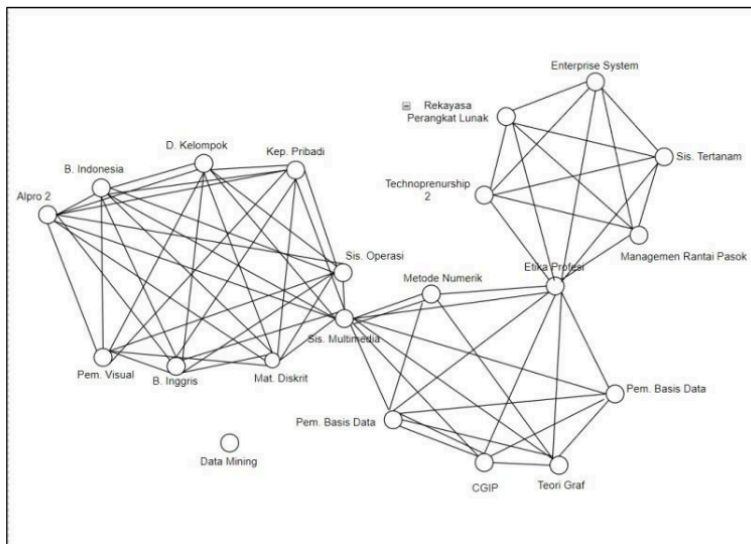 Enterprise System
Rekayasa
Perangkat Lunak
D. Kelompok
Kep. Pribadi
B. Indonesia
Sis. Tertanam
Alpro 2
Technoprenurship
2
Managemen Rantai Pasok
Sis. Operasi
Metode Numerik
Etika Profesi
Sis. Multimedia
Pem. Visual
B. Inggris
Mat. Diskrit
Pem. Basis Data
Pem. Basis Data
Data Mining
CGIP
Teori Graf